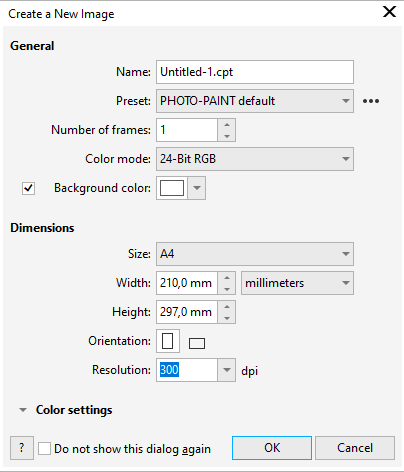 Create a New Image
General
Name: Untitled-1.cpt
Preset: PHOTO-PAINT default
Number of frames: 1
Color mode: 24-Bit RGB
Background color:
Dimensions
Size: A4
Width: 210,0 mm millimeters
Height: 297,0 mm
Orientation:
Resolution: 300 dpi
Color settings
? Do not show this dialog again OK Cancel